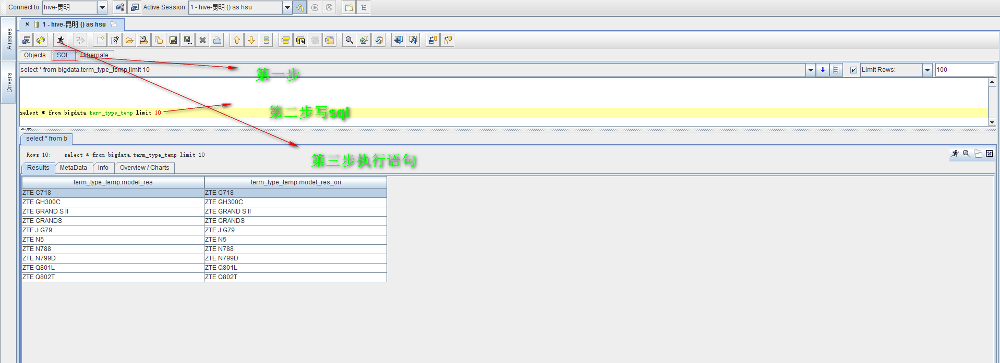 Connect to: hive-昆明 Active Session: 1 - hive-昆明 () as hsu
Aliases
Drivers
1 - hive-昆明 () as hsu
Objects SQL Hibernate
select * from bigdata.term_type_temp limit 10 Limit Rows: 100
第一步
select * from bigdata.term_type_temp limit 10
第二步写sql
select * from b
Rows 10; select * from bigdata.term_type_temp limit 10
第三步执行语句
Results MetaData Info Overview / Charts
term_type_temp.model_res term_type_temp.model_res_ori
ZTE G718 ZTE G718
ZTE GH300C ZTE GH300C
ZTE GRAND S II ZTE GRAND S II
ZTE GRANDS ZTE GRANDS
ZTE J G79 ZTE J G79
ZTE N5 ZTE N5
ZTE N788 ZTE N788
ZTE N799D ZTE N799D
ZTE Q801L ZTE Q801L
ZTE Q802T ZTE Q802T